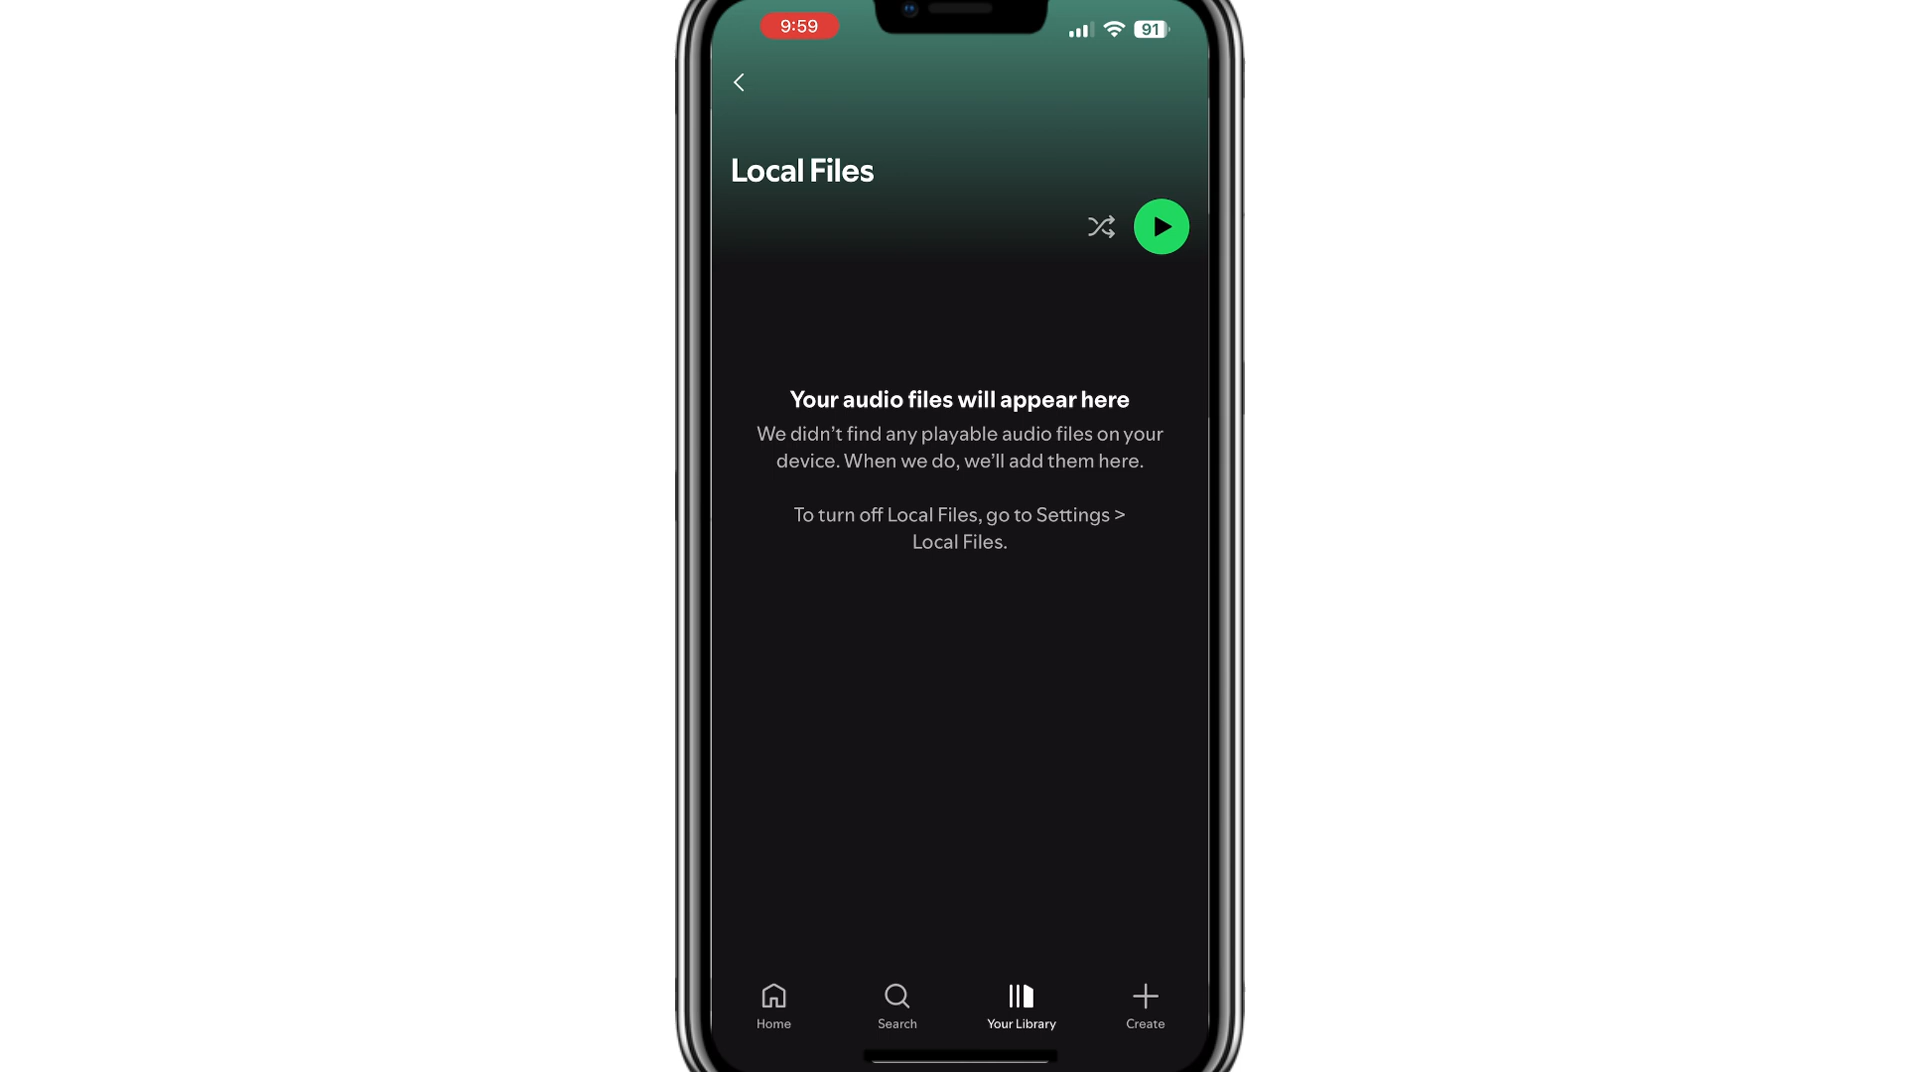 9:59
91
Local Files
Your audio files will appear here
We didn’t find any playable audio files on your
device. When we do, we’ll add them here.
To turn off Local Files, go to Settings >
Local Files.
Home
Search
Your Library
Create